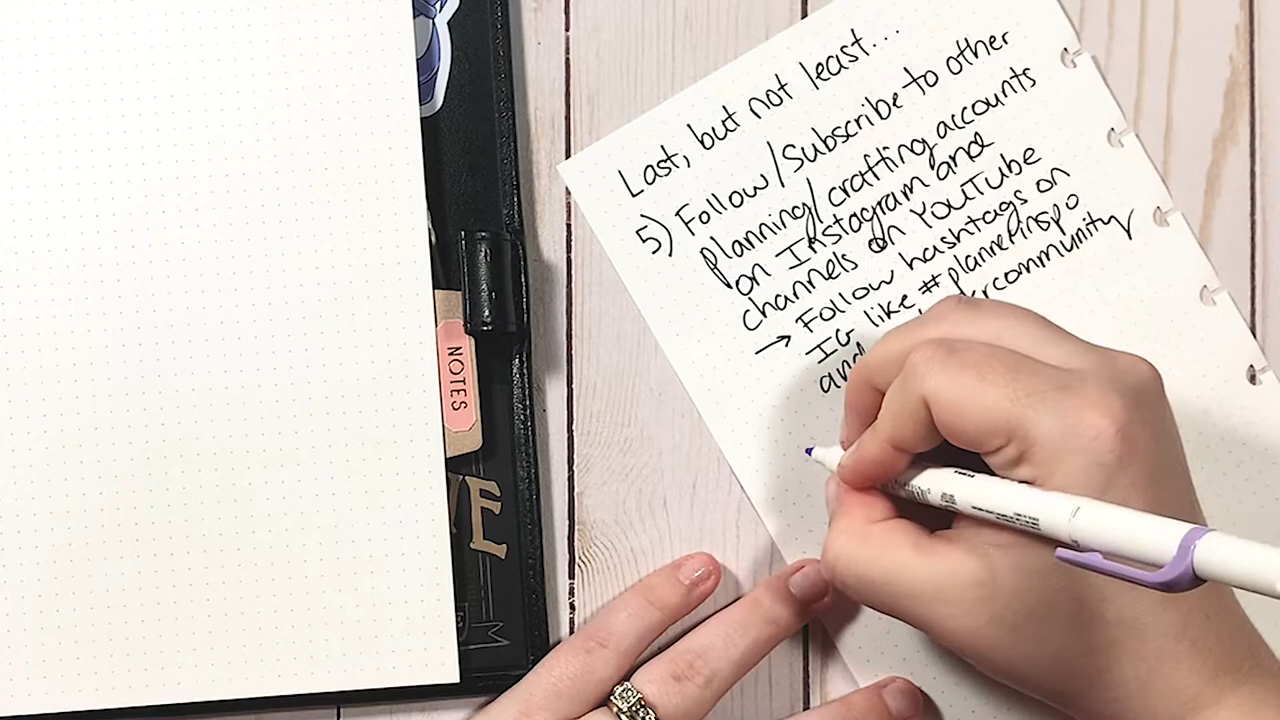 Last, but not least...
5) Follow/Subscribe to other
planning/crafting accounts
on Instagram and
channels on YouTube
→ Follow hashtags on
IG like #plannerinspo
and
NOTES